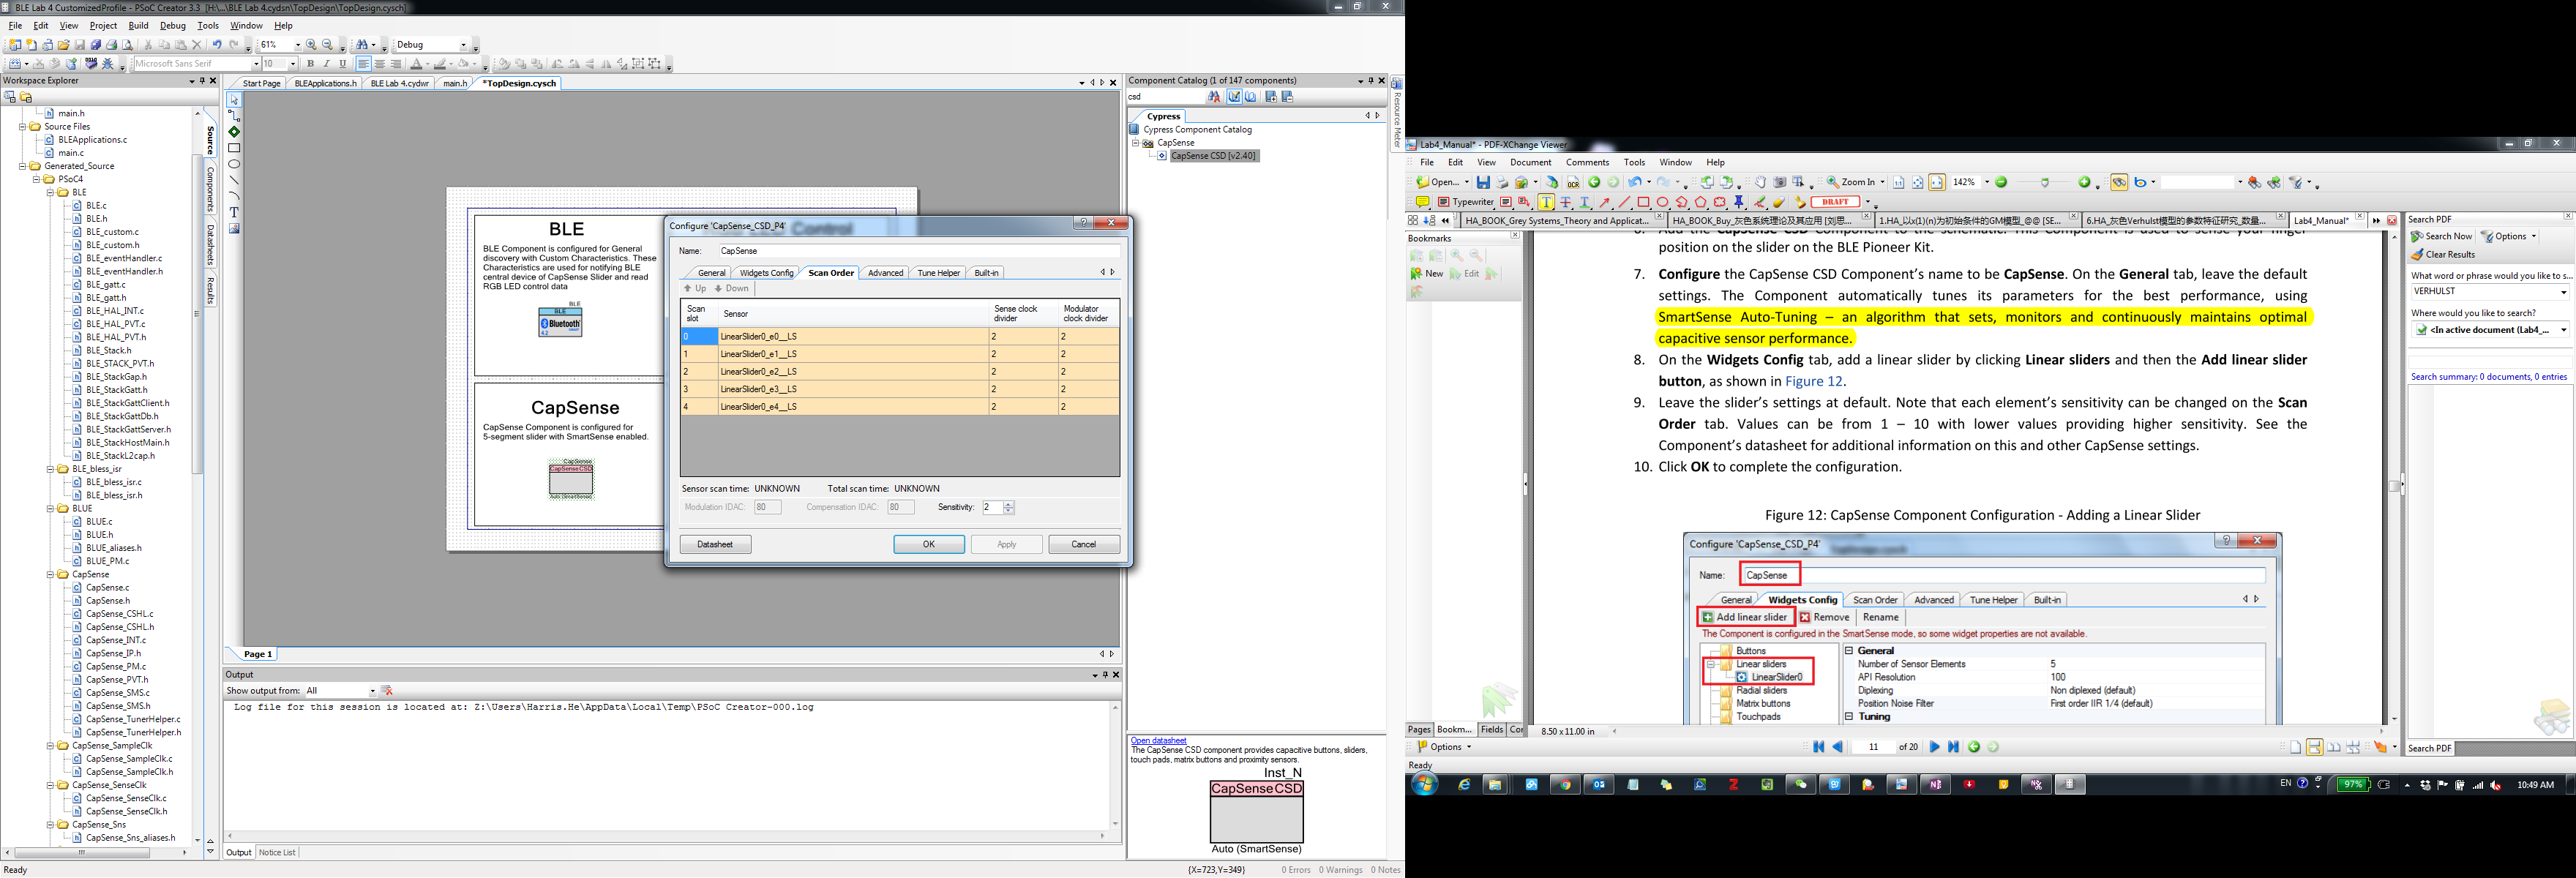 BLE Lab 4 CustomizedProfile - PSoC Creator 3.3 [H:\...\BLE Lab 4.cydsn\TopDesign\TopDesign.cysch]
File Edit View Project Build Debug Tools Window Help
61% Debug
Microsoft Sans Serif 10 B I U
Workspace Explorer
main.h
Source Files
BLEApplications.c
main.c
Generated_Source
PSoC4
BLE
BLE.c
BLE.h
BLE_custom.c
BLE_custom.h
BLE_eventHandler.c
BLE_eventHandler.h
BLE_gatt.c
BLE_gatt.h
BLE_HAL_INT.c
BLE_HAL_PVT.c
BLE_HAL_PVT.h
BLE_Stack.h
BLE_STACK_PVT.h
BLE_StackGap.h
BLE_StackGatt.h
BLE_StackGattClient.h
BLE_StackGattDb.h
BLE_StackGattServer.h
BLE_StackHostMain.h
BLE_StackL2cap.h
BLE_bless_isr
BLE_bless_isr.c
BLE_bless_isr.h
BLUE
BLUE.c
BLUE.h
BLUE_aliases.h
BLUE_PM.c
CapSense
CapSense.c
CapSense.h
CapSense_CSHL.c
CapSense_CSHL.h
CapSense_INT.c
CapSense_IP.h
CapSense_PM.c
CapSense_PVT.h
CapSense_SMS.c
CapSense_SMS.h
CapSense_TunerHelper.c
CapSense_TunerHelper.h
CapSense_SampleClk
CapSense_SampleClk.c
CapSense_SampleClk.h
CapSense_SenseClk
CapSense_SenseClk.c
CapSense_SenseClk.h
CapSense_Sns
CapSense_Sns_aliases.h
Source
Components
Datasheets
Results
Ready
Start Page BLEApplications.h BLE Lab 4.cydwr main.h *TopDesign.cysch
BLE
BLE Component is configured for General
discovery with Custom Characteristics. These
Characteristics are used for notifying BLE
central device of CapSense Slider and read
RGB LED control data
BLE
BLE
Bluetooth
4.2
CapSense
CapSense Component is configured for
5-segment slider with SmartSense enabled.
CapSense
CapSense CSD
Auto (SmartSense)
Page 1
Configure 'CapSense_CSD_P4'
Name: CapSense
General Widgets Config Scan Order Advanced Tune Helper Built-in
Up Down
Scan slot Sensor Sense clock divider Modulator clock divider
0 LinearSlider0_e0__LS 2 2
1 LinearSlider0_e1__LS 2 2
2 LinearSlider0_e2__LS 2 2
3 LinearSlider0_e3__LS 2 2
4 LinearSlider0_e4__LS 2 2
Sensor scan time: UNKNOWN Total scan time: UNKNOWN
Modulation IDAC: 80 Compensation IDAC: 80 Sensitivity: 2
Datasheet OK Apply Cancel
Output
Show output from: All
Log file for this session is located at: Z:\Users\Harris.He\AppData\Local\Temp\PSoC Creator-000.log
Output Notice List
{X=723,Y=349} 0 Errors 0 Warnings 0 Notes
Component Catalog (1 of 147 components)
csd
Cypress
Cypress Component Catalog
CapSense
CapSense CSD [v2.40]
Resource Meter
Open datasheet
The CapSense CSD component provides capacitive buttons, sliders,
touch pads, matrix buttons and proximity sensors.
Inst_N
CapSense CSD
Auto (SmartSense)
Lab4_Manual* - PDF-XChange Viewer
File Edit View Document Comments Tools Window Help
Open... OCR Zoom In 142%
Typewriter DRAFT
HA_BOOK_Grey Systems_Theory and Applicat... HA_BOOK_Buy_灰色系统理论及其应用 [刘思... 1.HA_以x(1)(n)为初始条件的GM模型_@@ [SE... 6.HA_灰色Verhulst模型的参数特征研究_数量... Lab4_Manual*
Bookmarks
New Edit
position on the slider on the BLE Pioneer Kit.
7. Configure the CapSense CSD Component's name to be CapSense. On the General tab, leave the default
settings. The Component automatically tunes its parameters for the best performance, using
SmartSense Auto-Tuning – an algorithm that sets, monitors and continuously maintains optimal
capacitive sensor performance.
8. On the Widgets Config tab, add a linear slider by clicking Linear sliders and then the Add linear slider
button, as shown in Figure 12.
9. Leave the slider's settings at default. Note that each element's sensitivity can be changed on the Scan
Order tab. Values can be from 1 – 10 with lower values providing higher sensitivity. See the
Component's datasheet for additional information on this and other CapSense settings.
10. Click OK to complete the configuration.
Figure 12: CapSense Component Configuration - Adding a Linear Slider
Configure 'CapSense_CSD_P4'
Name: CapSense
General Widgets Config Scan Order Advanced Tune Helper Built-in
Add linear slider Remove Rename
The Component is configured in the SmartSense mode, so some widget properties are not available.
Buttons
Linear sliders
LinearSlider0
Radial sliders
Matrix buttons
Touchpads
General
Number of Sensor Elements 5
API Resolution 100
Diplexing Non diplexed (default)
Position Noise Filter First order IIR 1/4 (default)
Tuning
Pages Bookm... Fields 8.50 x 11.00 in
Options 11 of 20
Ready
Search PDF
Search Now Options
Clear Results
What word or phrase would you like to s...
VERHULST
Where would you like to search?
<In active document (Lab4_...
Search summary: 0 documents, 0 entries
Search PDF
EN 97% 10:49 AM